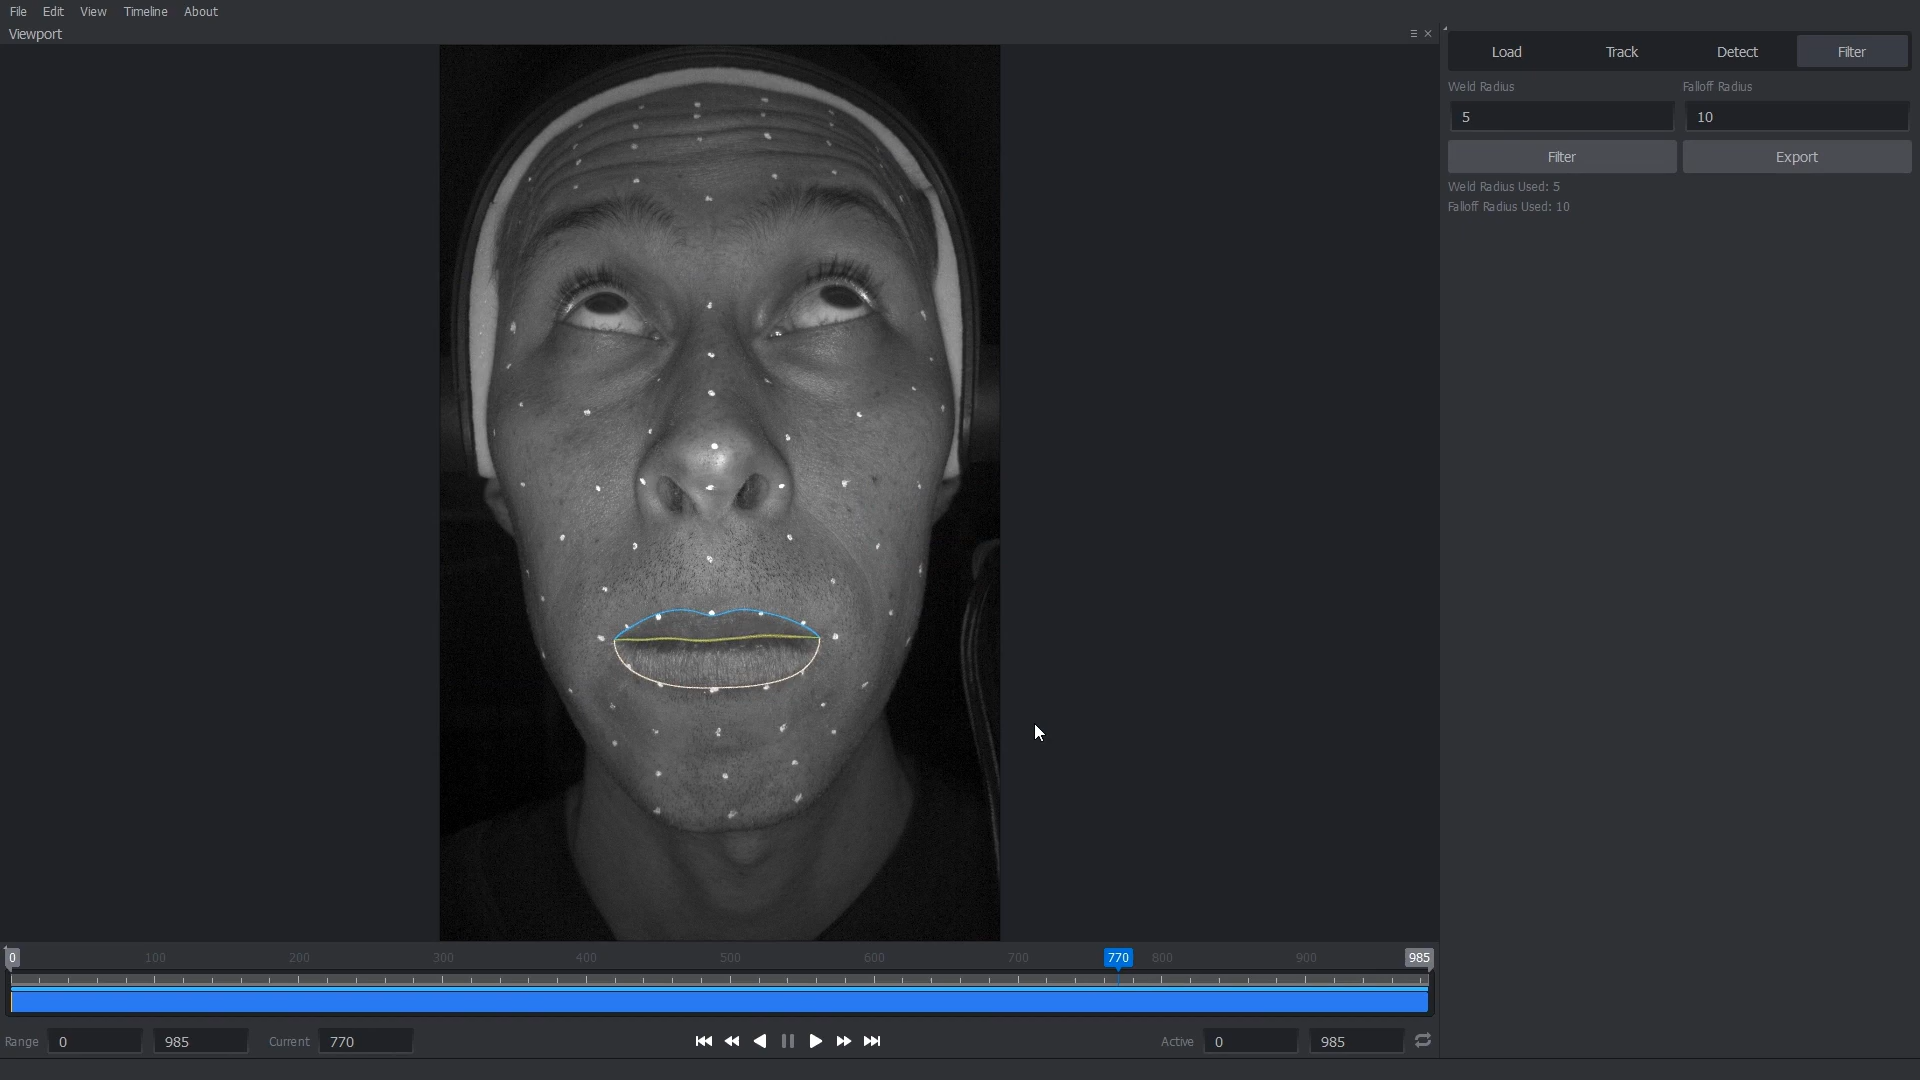 File Edit View Timeline About
Viewport
Load Track Detect Filter
Weld Radius Falloff Radius
5 10
Filter Export
Weld Radius Used: 5
Falloff Radius Used: 10
0 100 200 300 400 500 600 700 770 800 900 985
Range 0 985 Current 770 Active 0 985